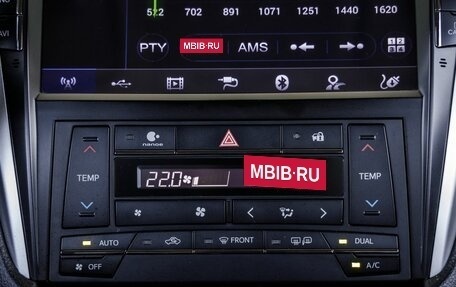 522 702 891 1071 1251 1440 1620
PTY MBIB·RU AMS
nanoe
TEMP 22.0 MBIB·RU TEMP
AUTO FRONT DUAL
OFF A/C